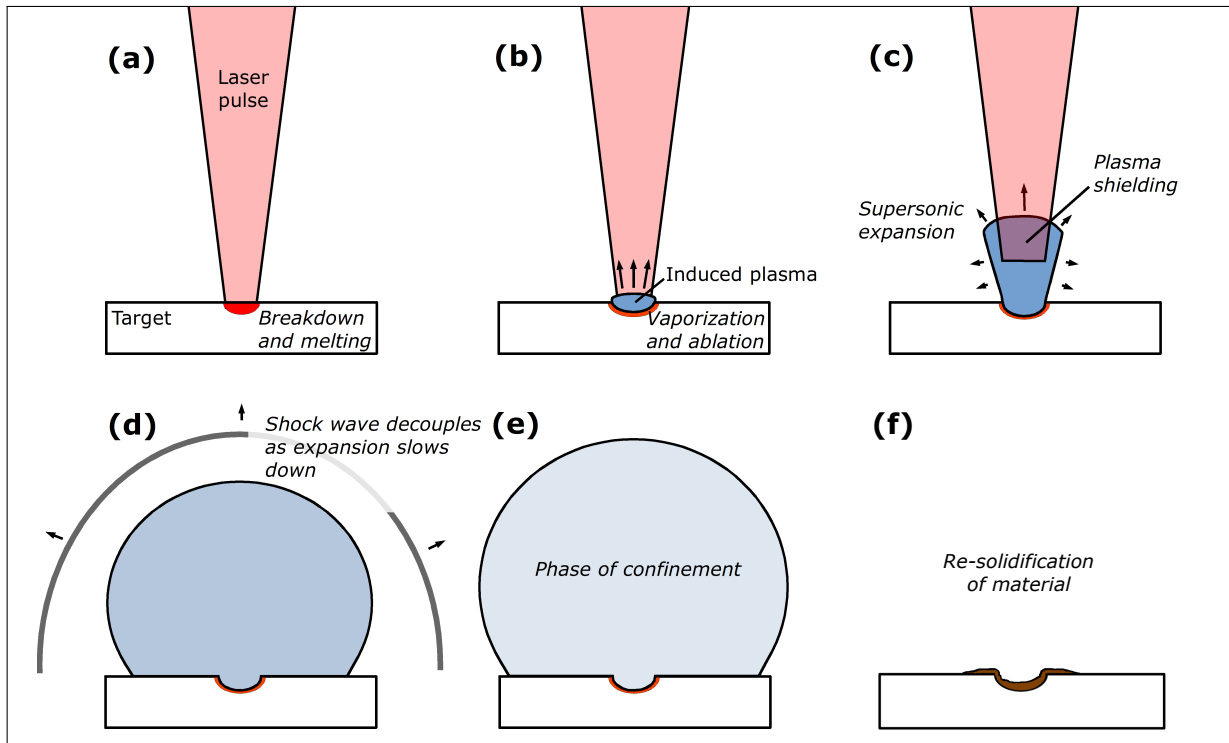 (a)
Laser
pulse
Target
Breakdown
and melting
(b)
Induced plasma
Vaporization
and ablation
(c)
Plasma
shielding
Supersonic
expansion
(d)
Shock wave decouples
as expansion slows
down
(e)
Phase of confinement
(f)
Re-solidification
of material